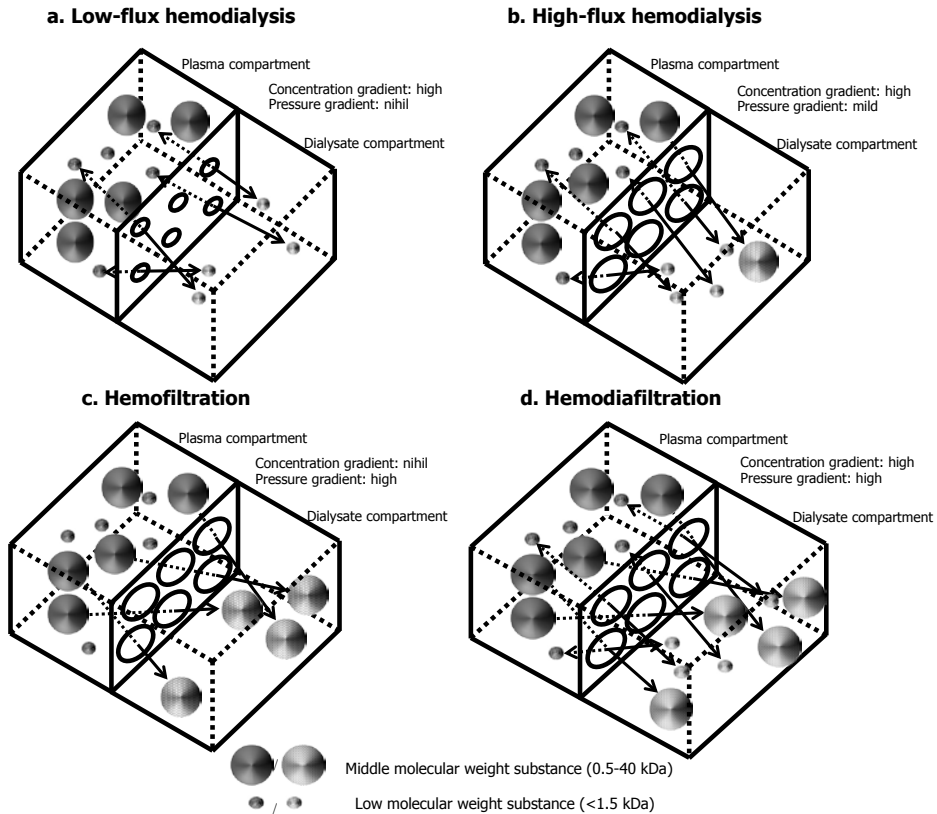 a. Low-flux hemodialysis
Plasma compartment
Concentration gradient: high
Pressure gradient: nihil
Dialysate compartment
b. High-flux hemodialysis
Plasma compartment
Concentration gradient: high
Pressure gradient: mild
Dialysate compartment
c. Hemofiltration
Plasma compartment
Concentration gradient: nihil
Pressure gradient: high
Dialysate compartment
d. Hemodiafiltration
Plasma compartment
Concentration gradient: high
Pressure gradient: high
Dialysate compartment
/ Middle molecular weight substance (0.5-40 kDa)
/ Low molecular weight substance (<1.5 kDa)